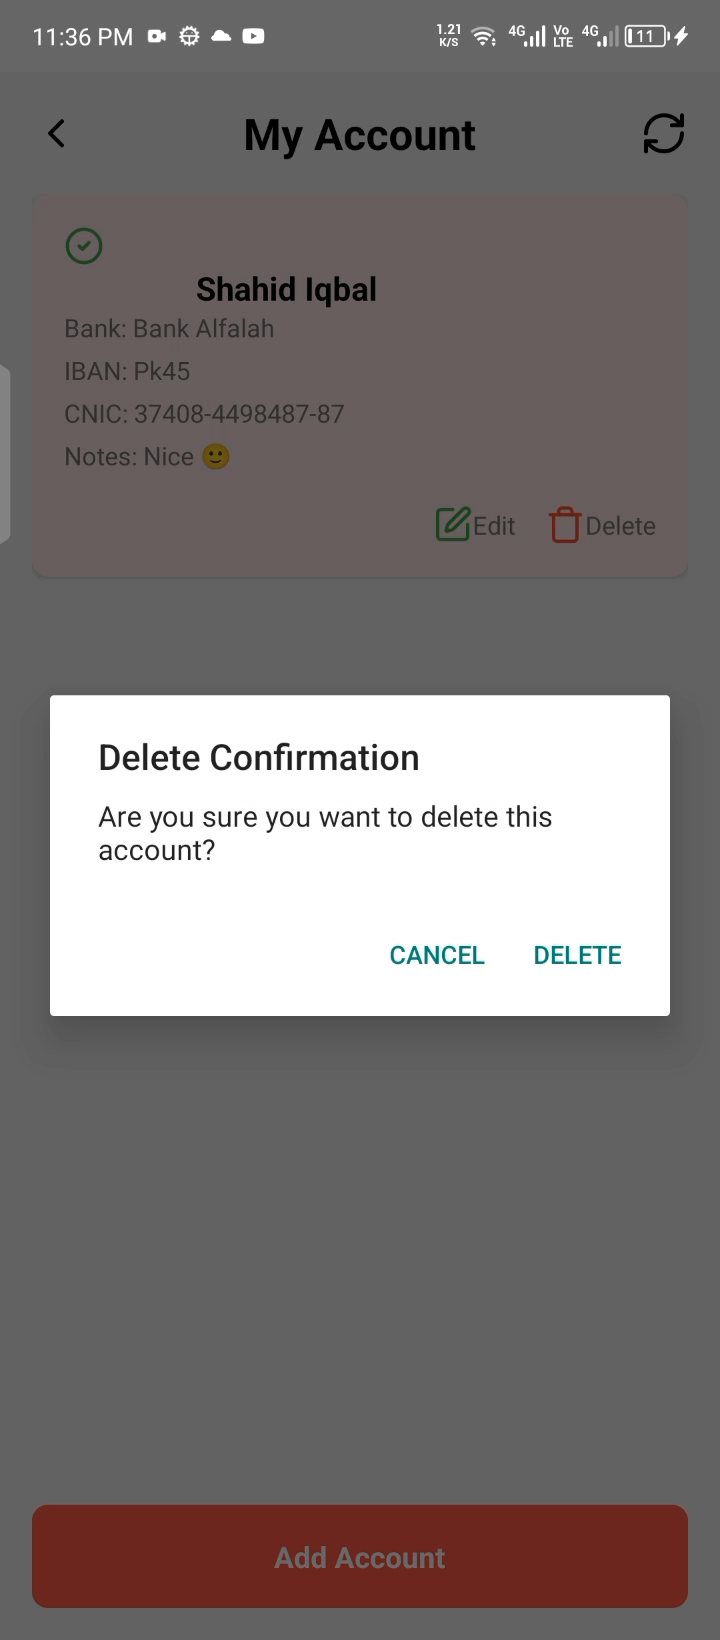 11:36 PM 1.21 K/S 4G Vo LTE 4G 11
My Account
Shahid Iqbal
Bank: Bank Alfalah
IBAN: Pk45
CNIC: 37408-4498487-87
Notes: Nice 🙂
Edit Delete
Delete Confirmation
Are you sure you want to delete this
account?
CANCEL DELETE
Add Account